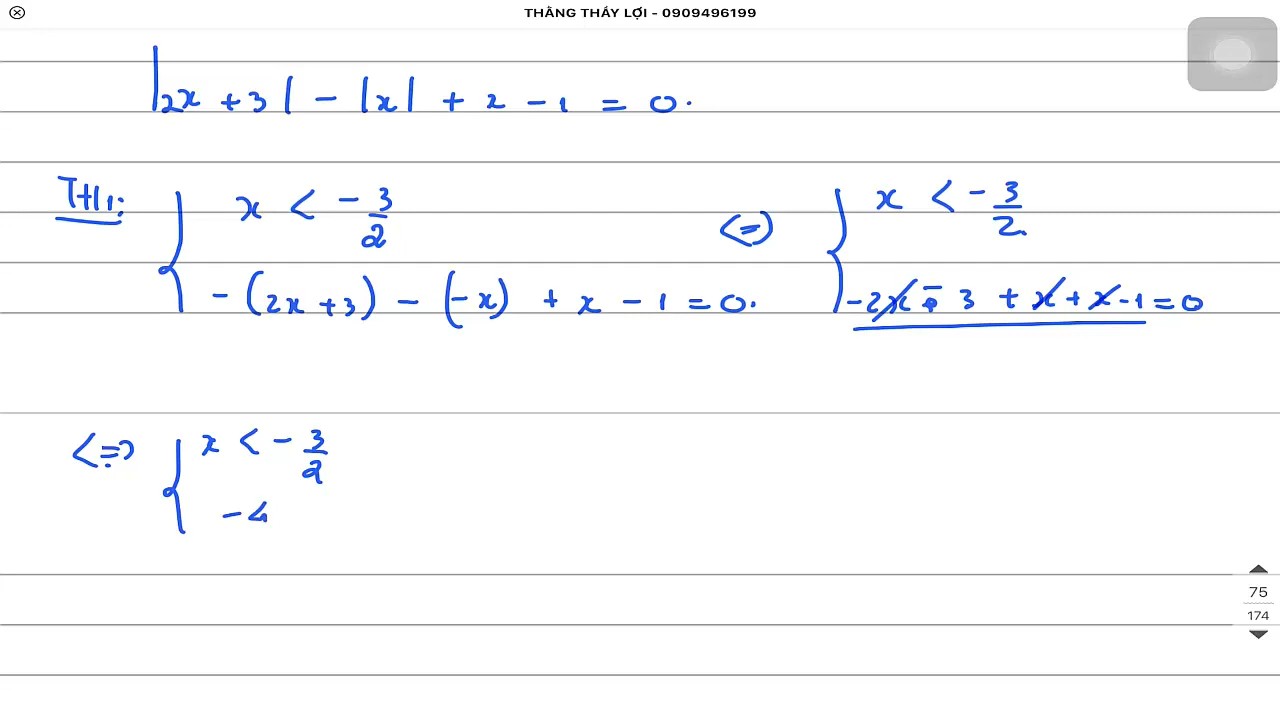 THẰNG THẦY LỢI - 0909496199
|2x + 3| - |x| + x - 1 = 0.
TH1: { x < - 3/2
- (2x + 3) - (-x) + x - 1 = 0.
<=> { x < - 3/2
-2x - 3 + x + x - 1 = 0
<=> { x < - 3/2
-4
75
174